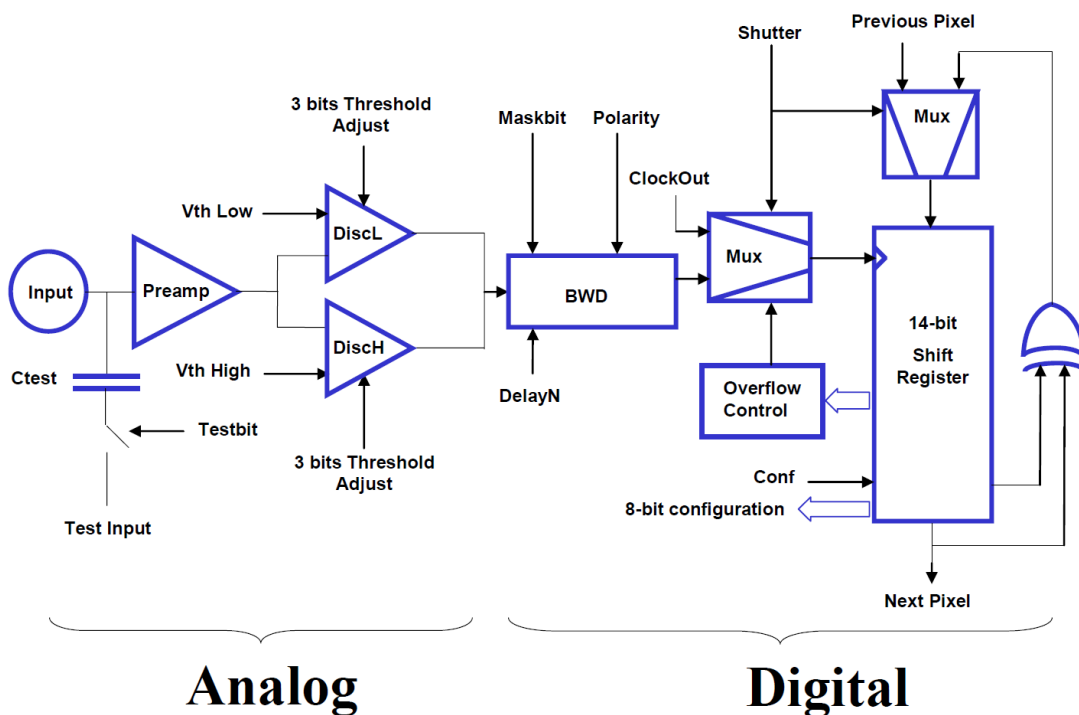 Previous Pixel
Shutter
3 bits Threshold
Adjust
Maskbit
Polarity
Mux
ClockOut
Vth Low
DiscL
Mux
Input
Preamp
BWD
14-bit
Shift
Register
DiscH
Vth High
Ctest
DelayN
Overflow
Control
Testbit
3 bits Threshold
Adjust
Conf
8-bit configuration
Test Input
Next Pixel
Analog
Digital